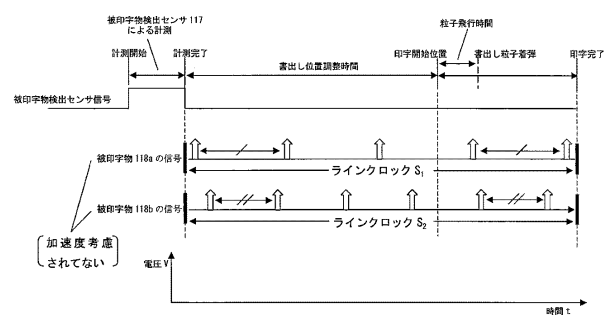 被印字物検出センサ117
による計測
粒子飛行時間
計測開始
計測完了
書出し位置調整時間
印字開始位置
書出し粒子着弾
印字完了
被印字物検出センサ信号
被印字物118aの信号
ラインクロックS1
被印字物118bの信号
ラインクロックS2
加速度考慮
されてない
電圧V
時間t